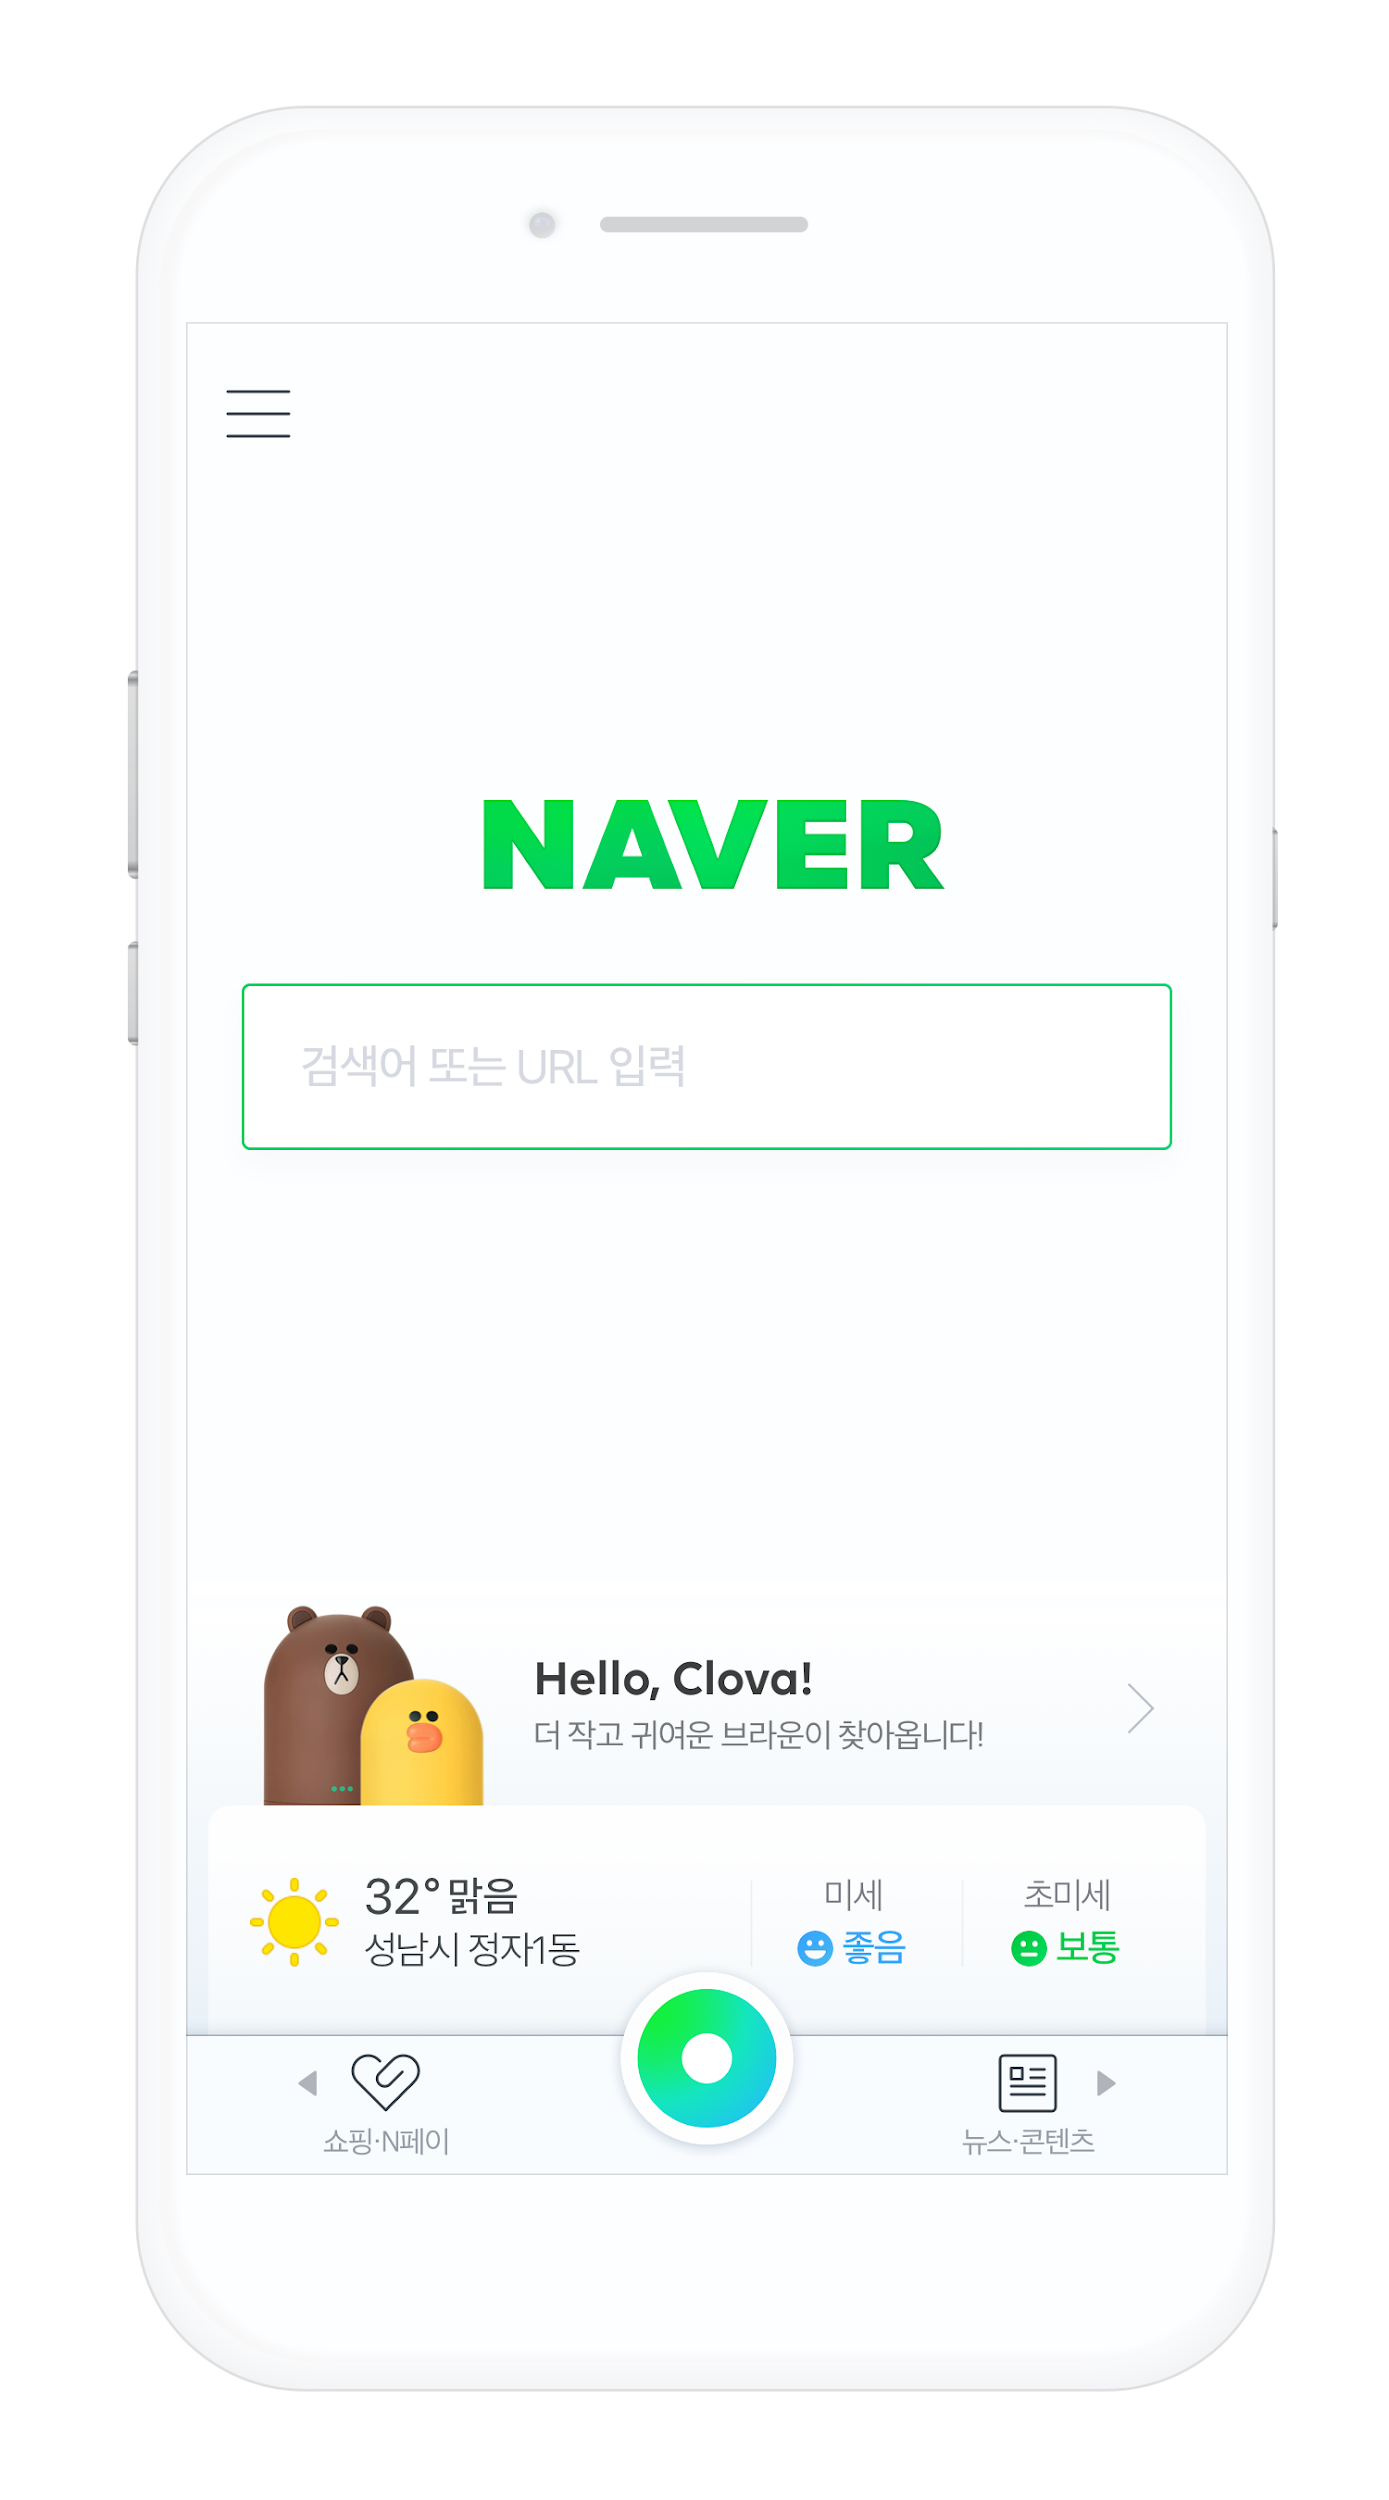 NAVER
검색어 또는 URL 입력
Hello, Clova!
더 작고 귀여운 브라운이 찾아옵니다!
32° 맑음
성남시 정자1동
미세
좋음
초미세
보통
쇼핑·N페이
뉴스·콘텐츠